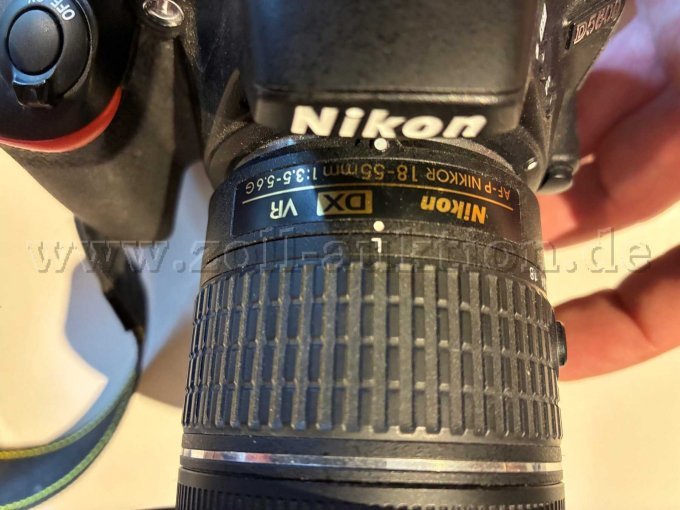 OFF
D5600
Nikon
AF-P NIKKOR 18-55mm 1:3.5-5.6G
Nikon DX VR
www.zoll-auktion.de
L
18